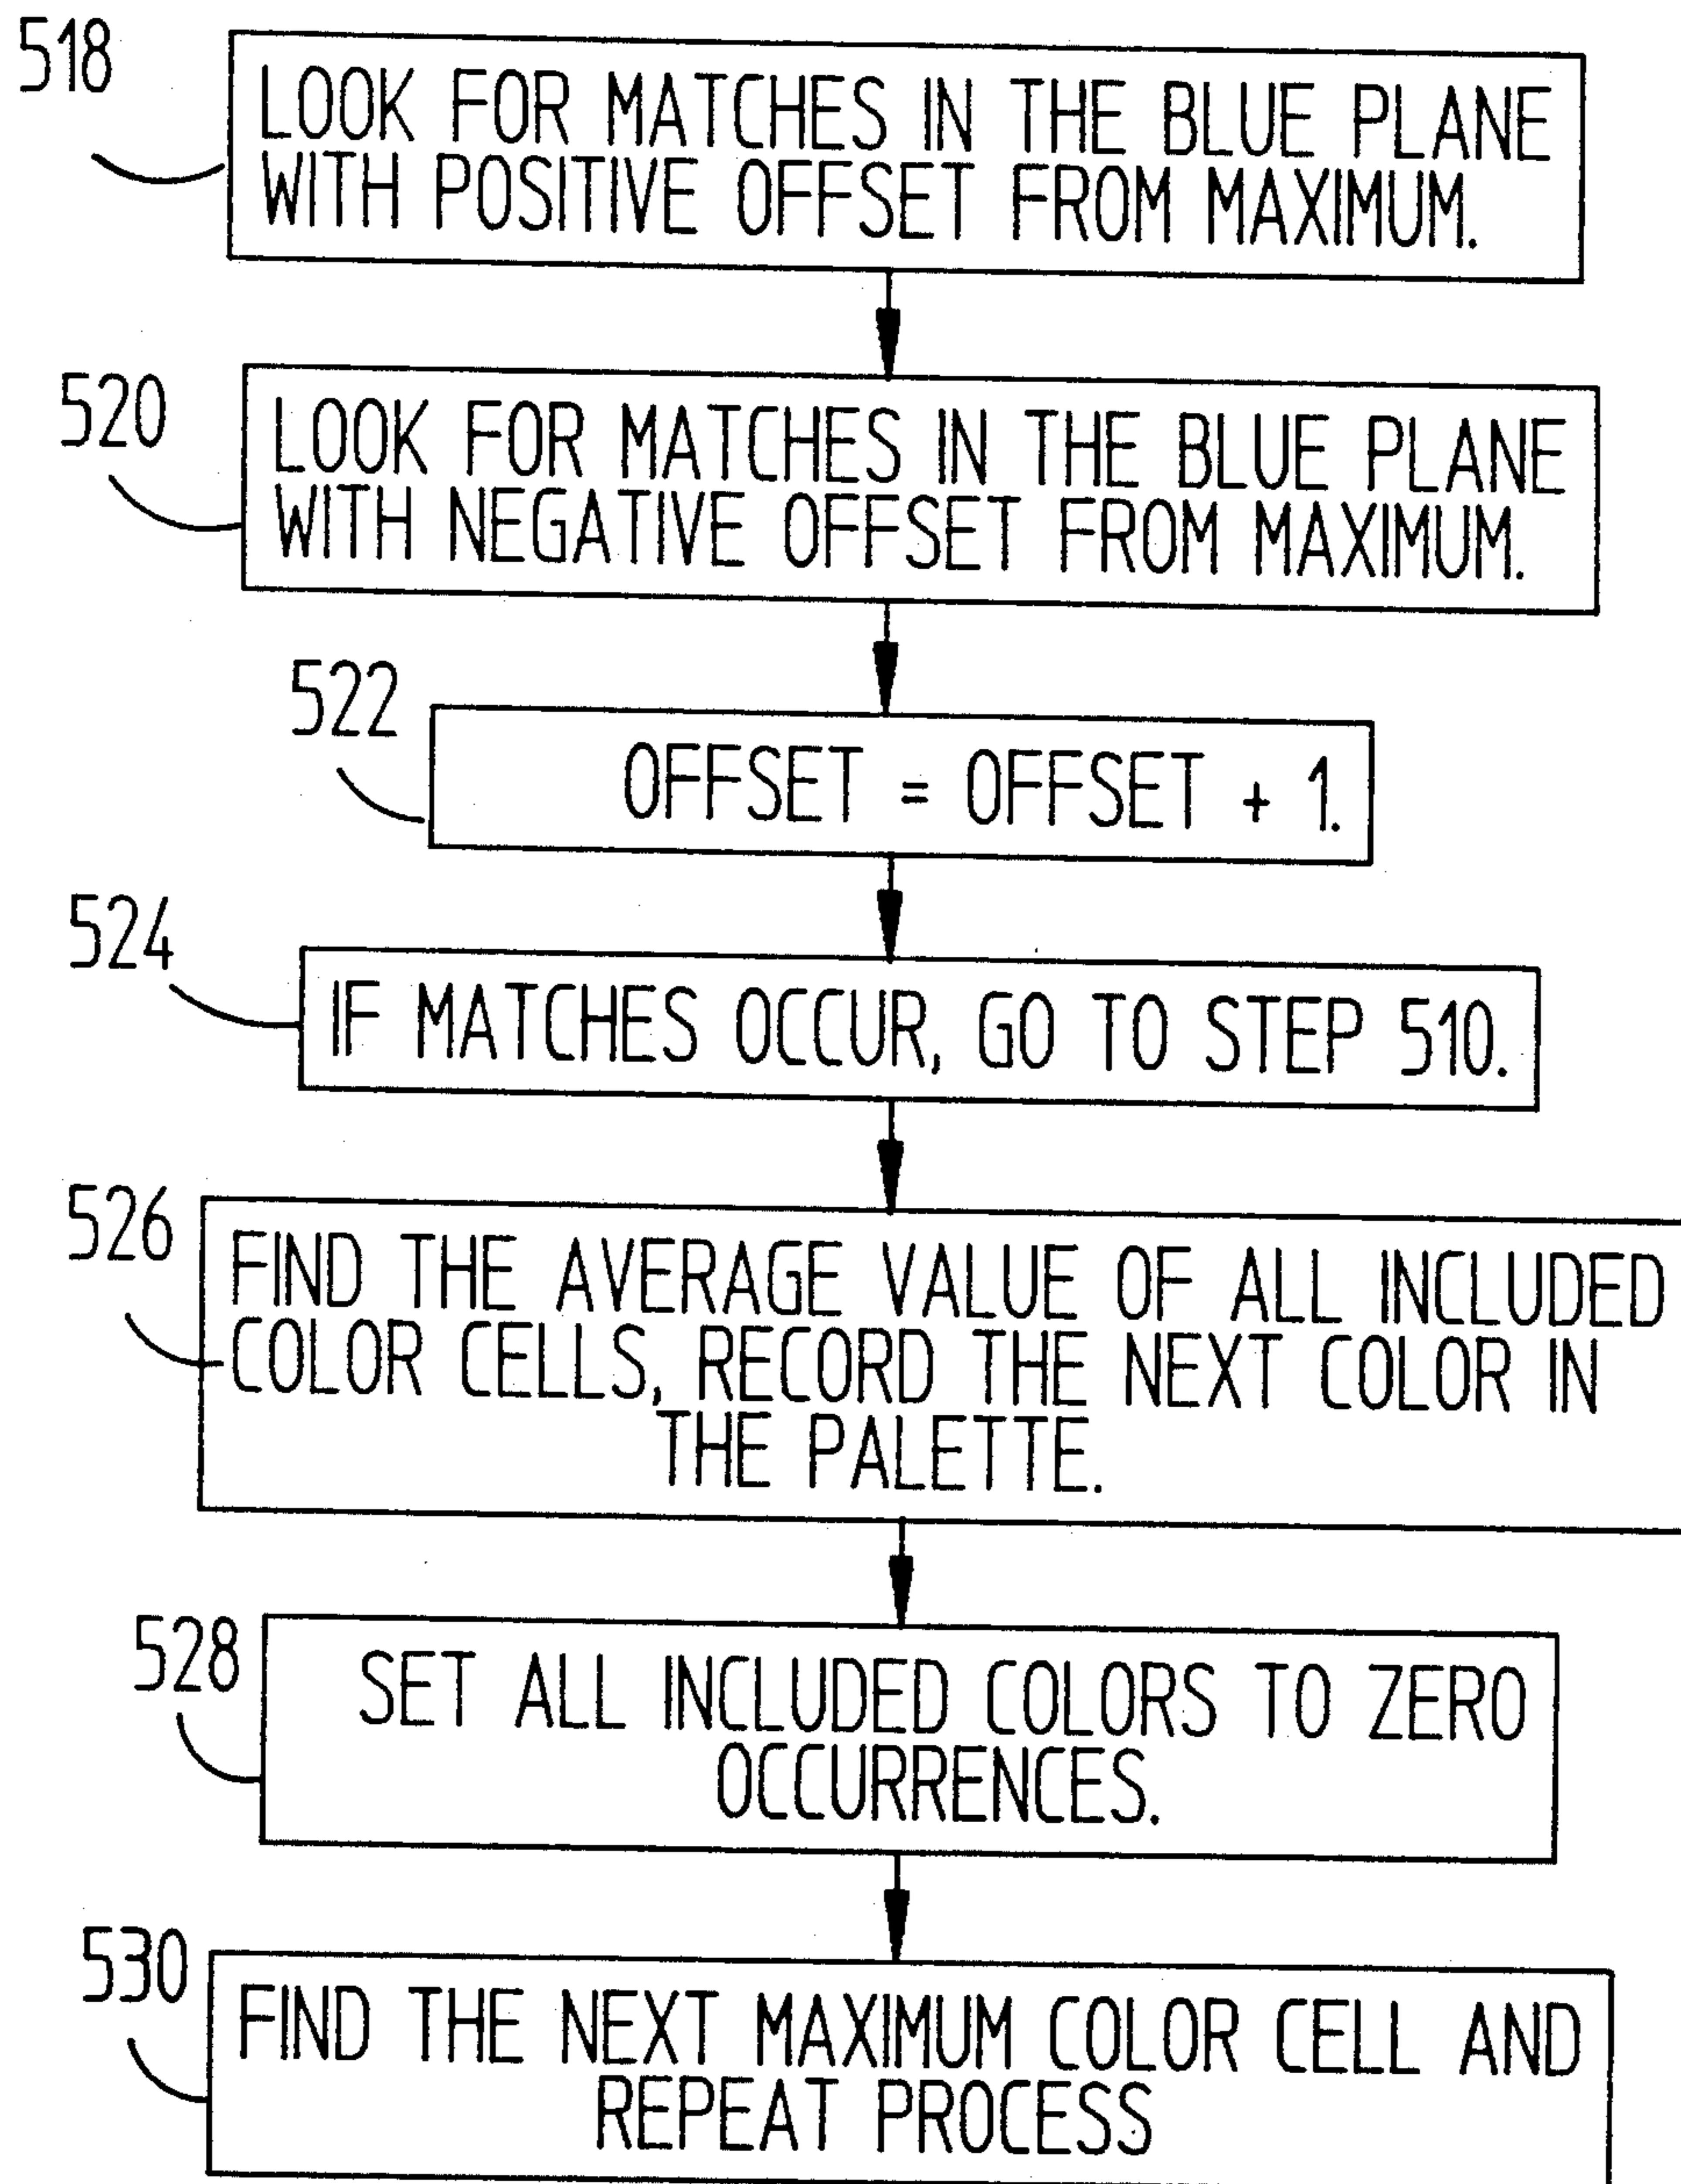 518
LOOK FOR MATCHES IN THE BLUE PLANE
WITH POSITIVE OFFSET FROM MAXIMUM.
520
LOOK FOR MATCHES IN THE BLUE PLANE
WITH NEGATIVE OFFSET FROM MAXIMUM.
522
OFFSET = OFFSET + 1.
524
IF MATCHES OCCUR, GO TO STEP 510.
526
FIND THE AVERAGE VALUE OF ALL INCLUDED
COLOR CELLS, RECORD THE NEXT COLOR IN
THE PALETTE.
528
SET ALL INCLUDED COLORS TO ZERO
OCCURRENCES.
530
FIND THE NEXT MAXIMUM COLOR CELL AND
REPEAT PROCESS